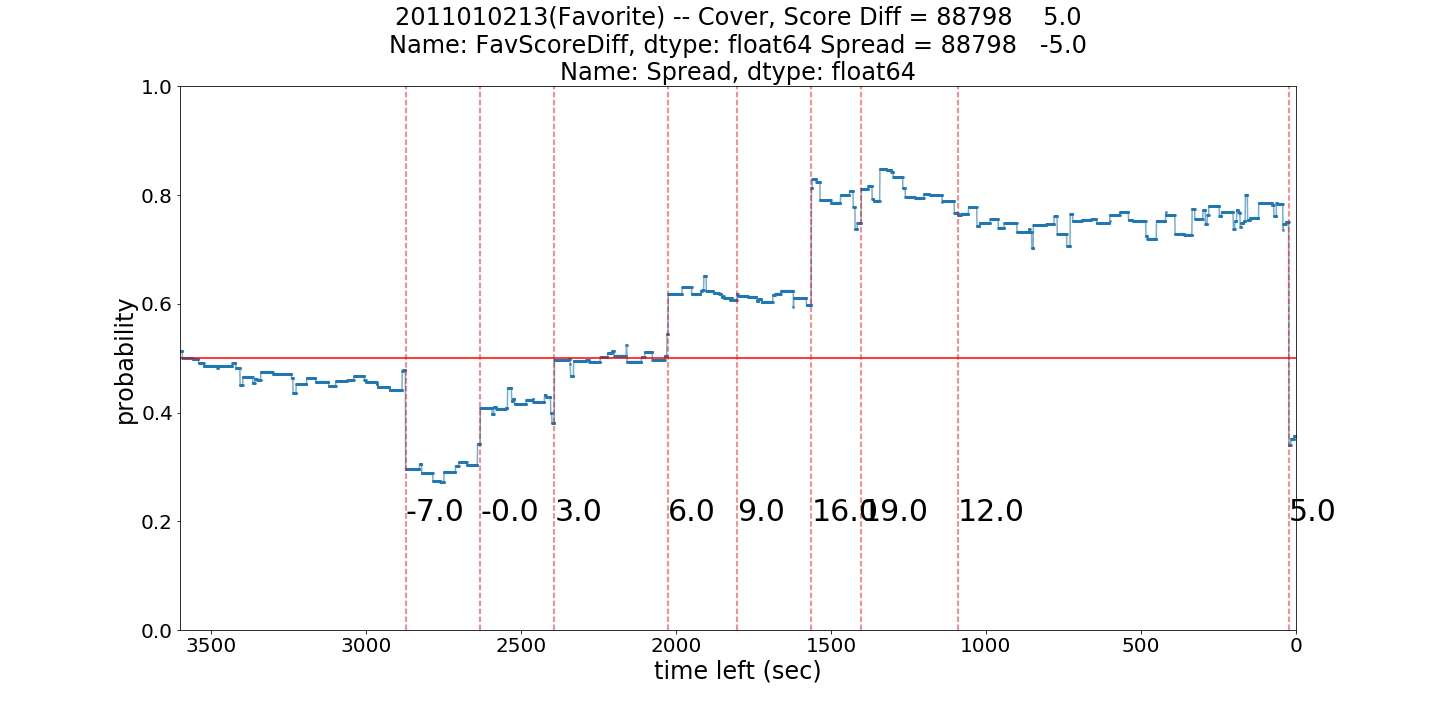 2011010213(Favorite) -- Cover, Score Diff = 88798    5.0
Name: FavScoreDiff, dtype: float64 Spread = 88798   -5.0
Name: Spread, dtype: float64
1.0
0.8
0.6
0.4
0.2
0.0
probability
-7.0 -0.0 3.0 6.0 9.0 16.0 19.0 12.0 5.0
3500 3000 2500 2000 1500 1000 500 0
time left (sec)